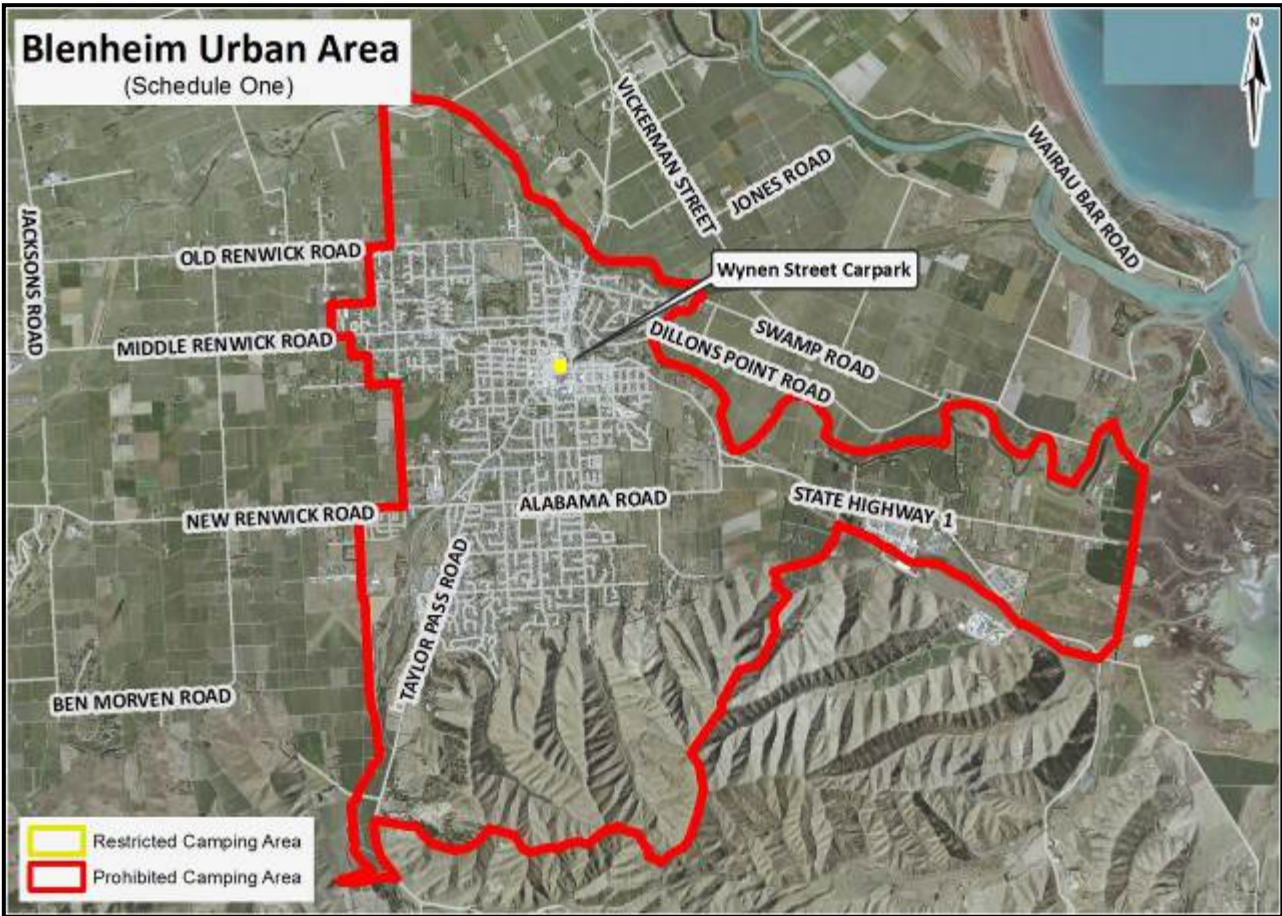 Blenheim Urban Area
(Schedule One)
N
VICKERMAN STREET
JONES ROAD
WAIRAU BAR ROAD
JACKSONS ROAD
OLD RENWICK ROAD
Wynen Street Carpark
MIDDLE RENWICK ROAD
DILLONS POINT ROAD
SWAMP ROAD
NEW RENWICK ROAD
ALABAMA ROAD
STATE HIGHWAY 1
TAYLOR PASS ROAD
BEN MORVEN ROAD
Restricted Camping Area
Prohibited Camping Area